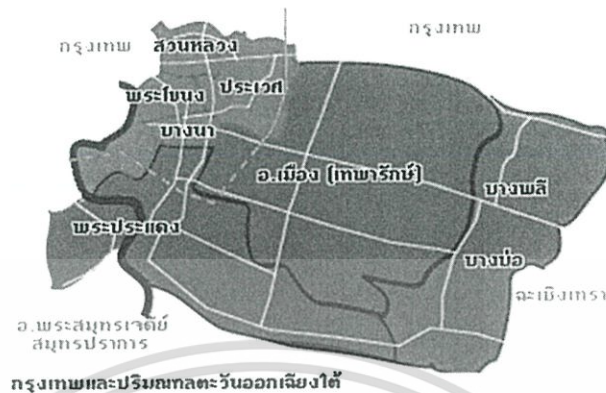 กรุงเทพ
กรุงเทพ
สวนหลวง
พระโขนง
ประเวศ
บางนา
อ.เมือง (เทพารักษ์)
บางพลี
พระประแดง
บางบ่อ
ฉะเชิงเทรา
อ.พระสมุทรเจดีย์
สมุทรปราการ
กรุงเทพและปริมณฑลตะวันออกเฉียงใต้